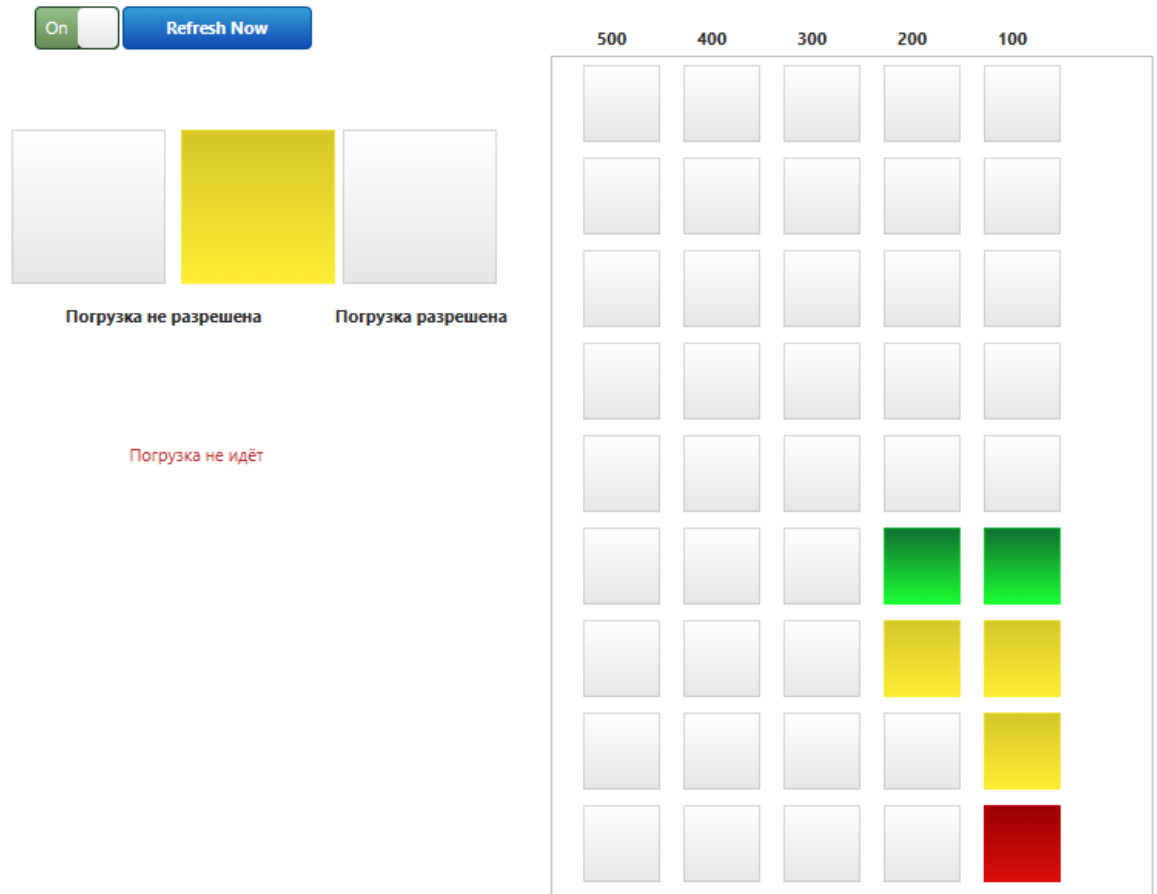 On
Refresh Now
500 400 300 200 100
Погрузка не разрешена
Погрузка разрешена
Погрузка не идёт